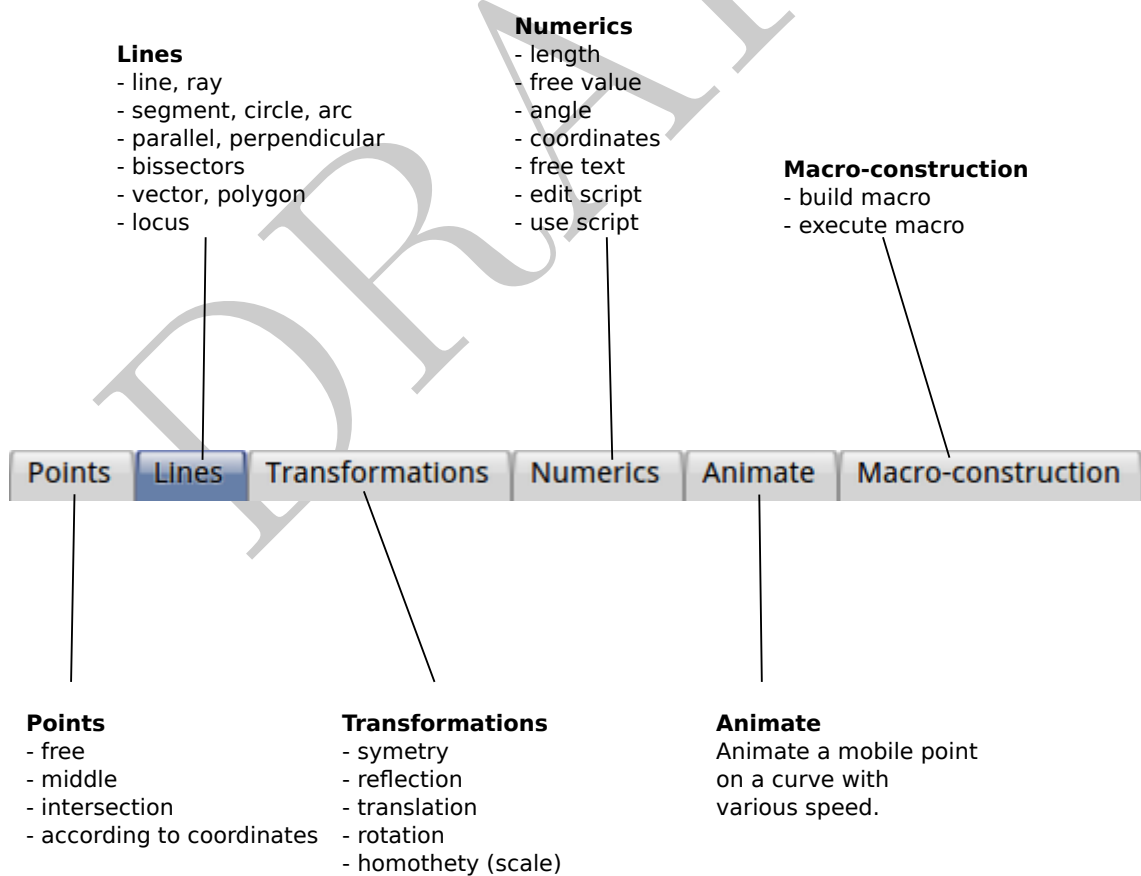 Numerics
- length
- free value
- angle
- coordinates
- free text
- edit script
- use script
Lines
- line, ray
- segment, circle, arc
- parallel, perpendicular
- bissectors
- vector, polygon
- locus
Macro-construction
- build macro
- execute macro
Points Lines Transformations Numerics Animate Macro-construction
Points
- free
- middle
- intersection
- according to coordinates
Transformations
- symetry
- reflection
- translation
- rotation
- homothety (scale)
Animate
Animate a mobile point
on a curve with
various speed.
DRA